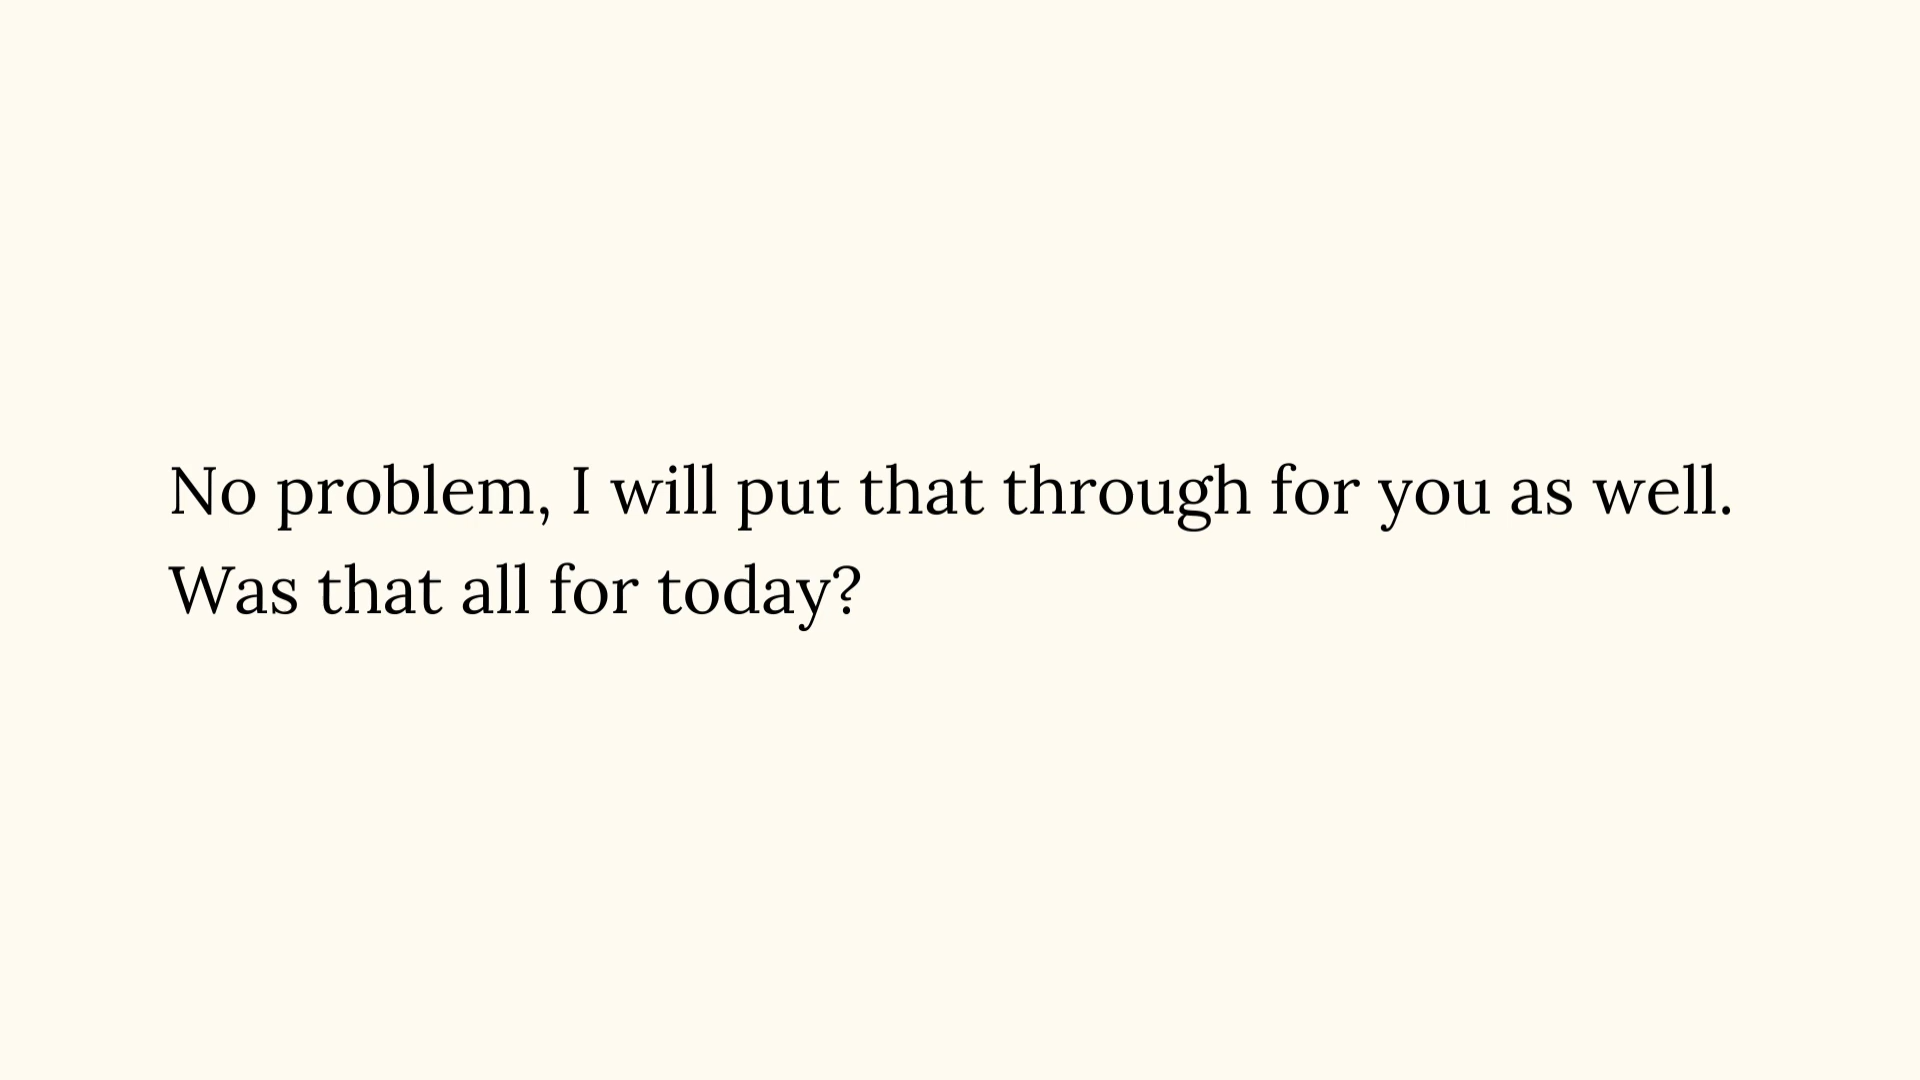 No problem, I will put that through for you as well.
Was that all for today?